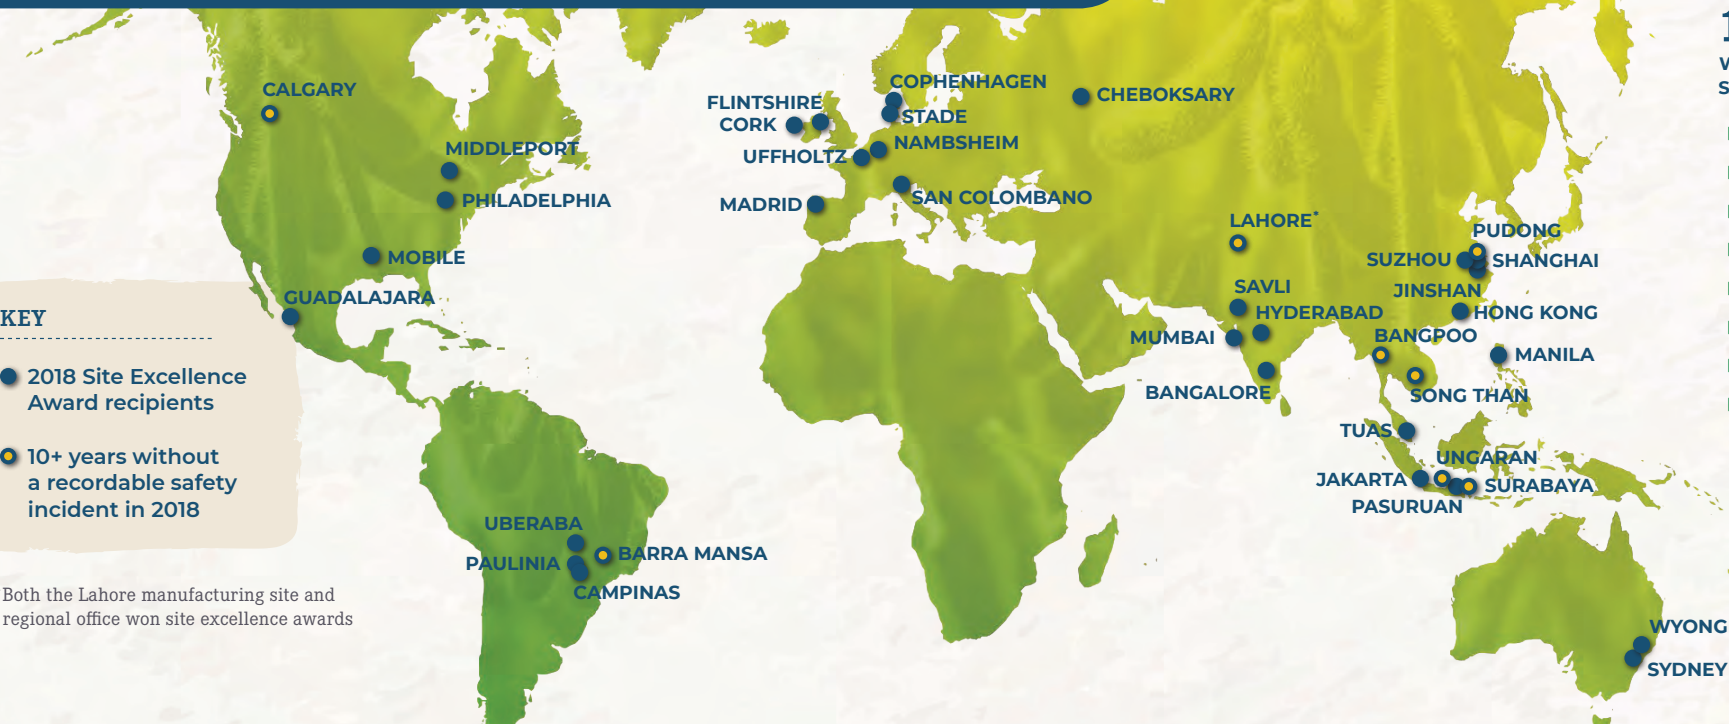 CALGARY
MIDDLEPORT
PHILADELPHIA
MOBILE
GUADALAJARA
KEY
2018 Site Excellence
Award recipients
10+ years without
a recordable safety
incident in 2018
Both the Lahore manufacturing site and
regional office won site excellence awards
UBERABA
PAULINIA
BARRA MANSA
CAMPINAS
COPHENHAGEN
FLINTSHIRE
CORK
STADE
NAMBSHEIM
UFFHOLTZ
MADRID
SAN COLOMBANO
CHEBOKSARY
LAHORE*
SAVLI
HYDERABAD
MUMBAI
BANGALORE
PUDONG
SUZHOU
SHANGHAI
JINSHAN
HONG KONG
BANGPOO
MANILA
SONG THAN
TUAS
UNGARAN
JAKARTA
SURABAYA
PASURUAN
WYONG
SYDNEY